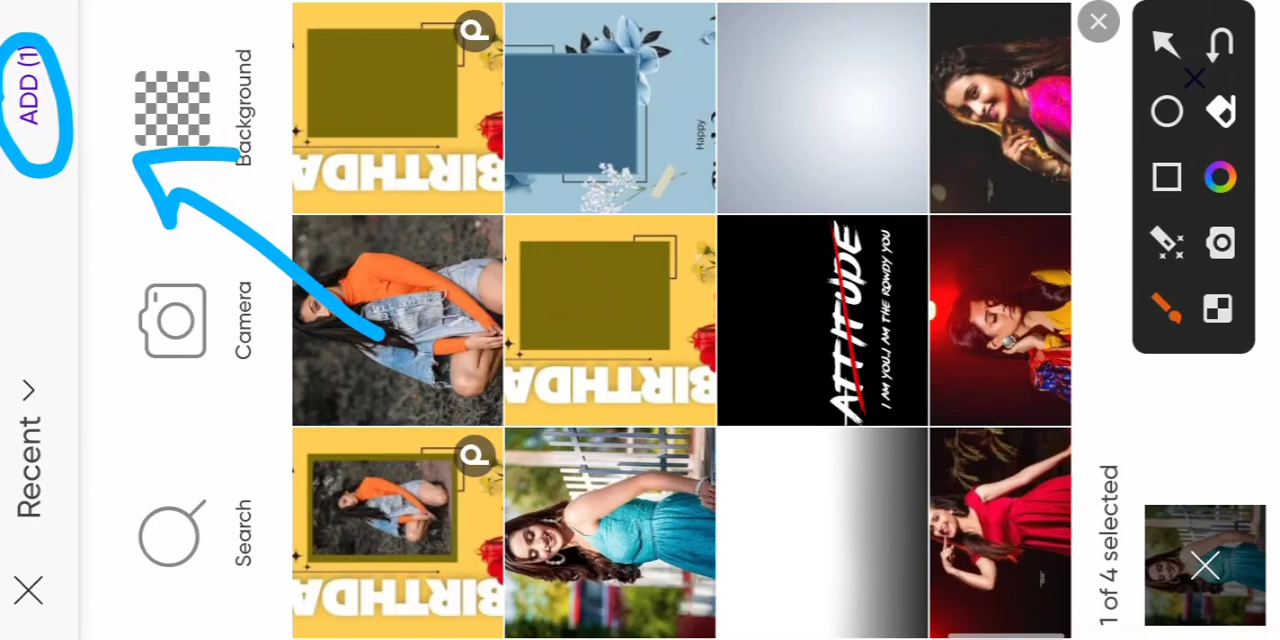 Recent
ADD (1)
Search
Camera
Background
BIRTHDA
BIRTHDA
BIRTHDA
Happy
ATTITUDE
I AM YOU,I AM THE ROWDY YOU
1 of 4 selected